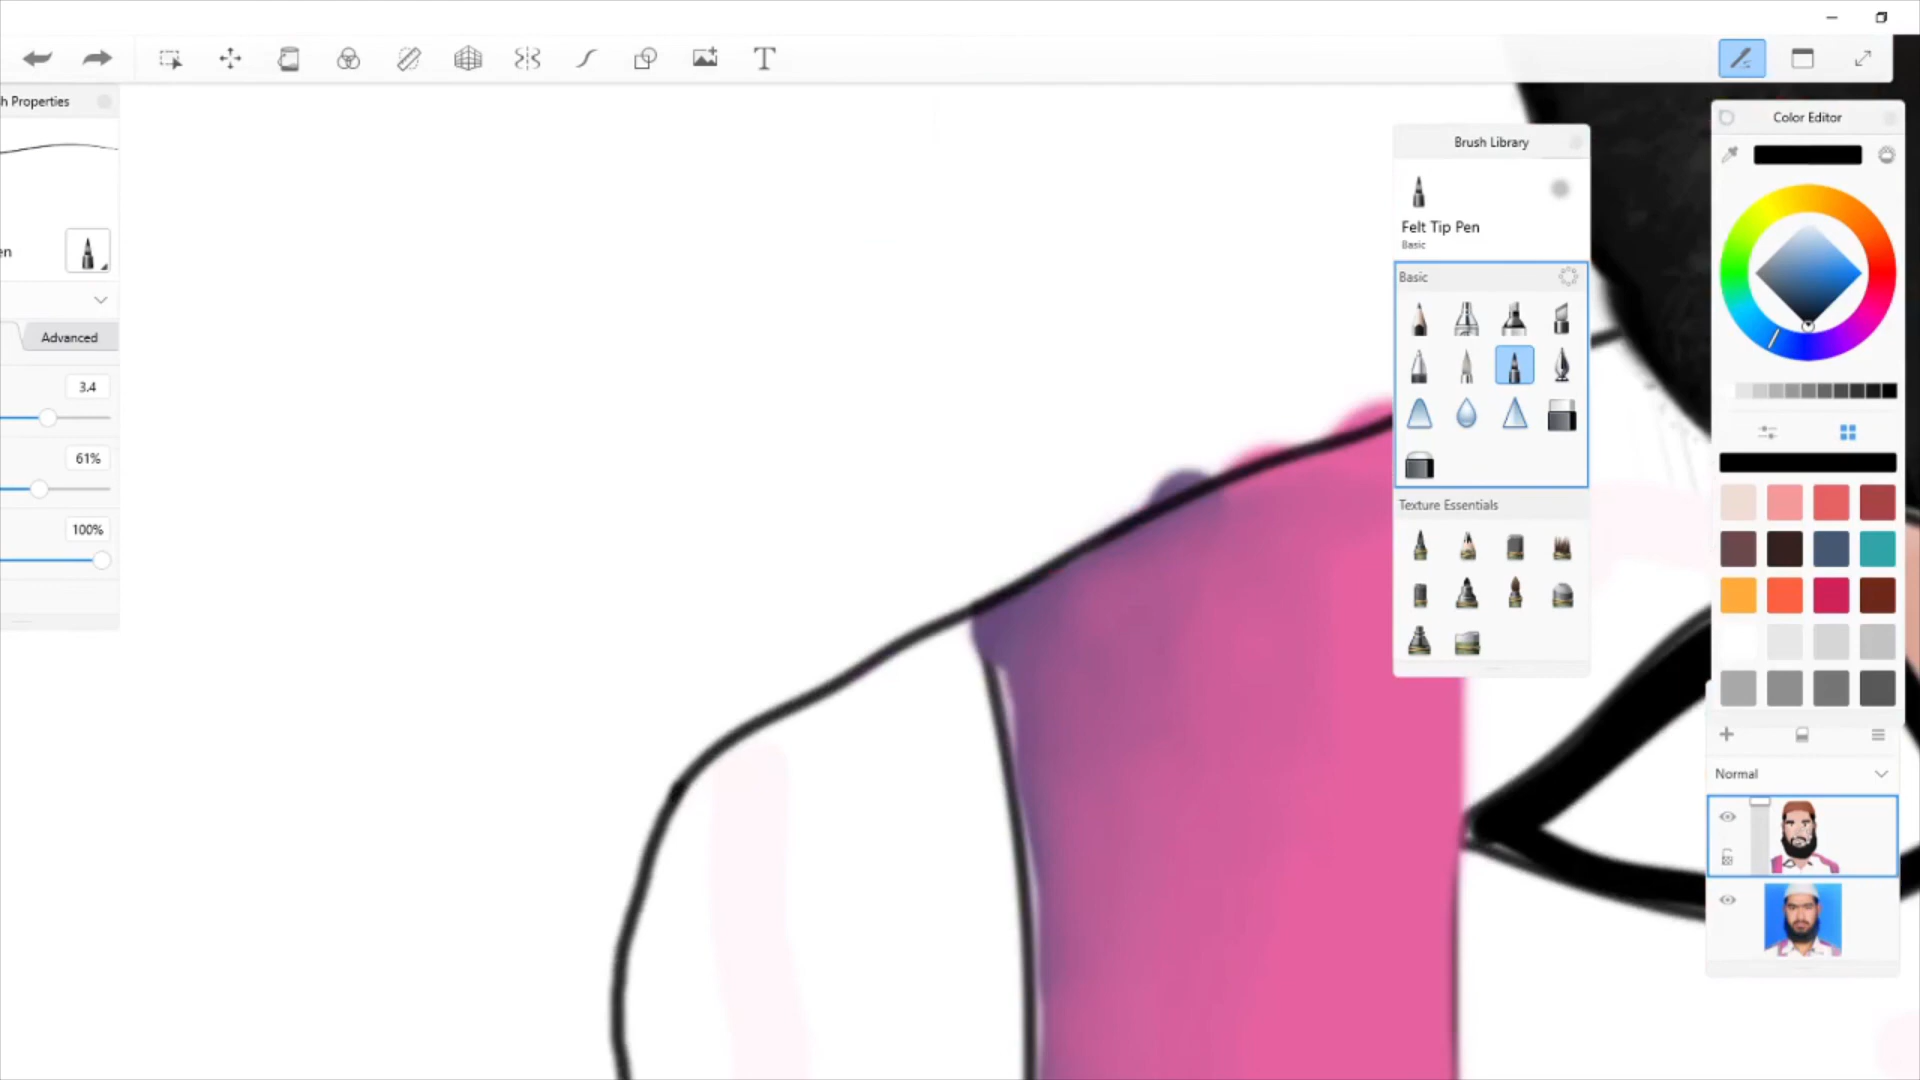 h Properties
Color Editor
Brush Library
Felt Tip Pen
Basic
en
Basic
Advanced
3.4
61%
Texture Essentials
100%
Normal